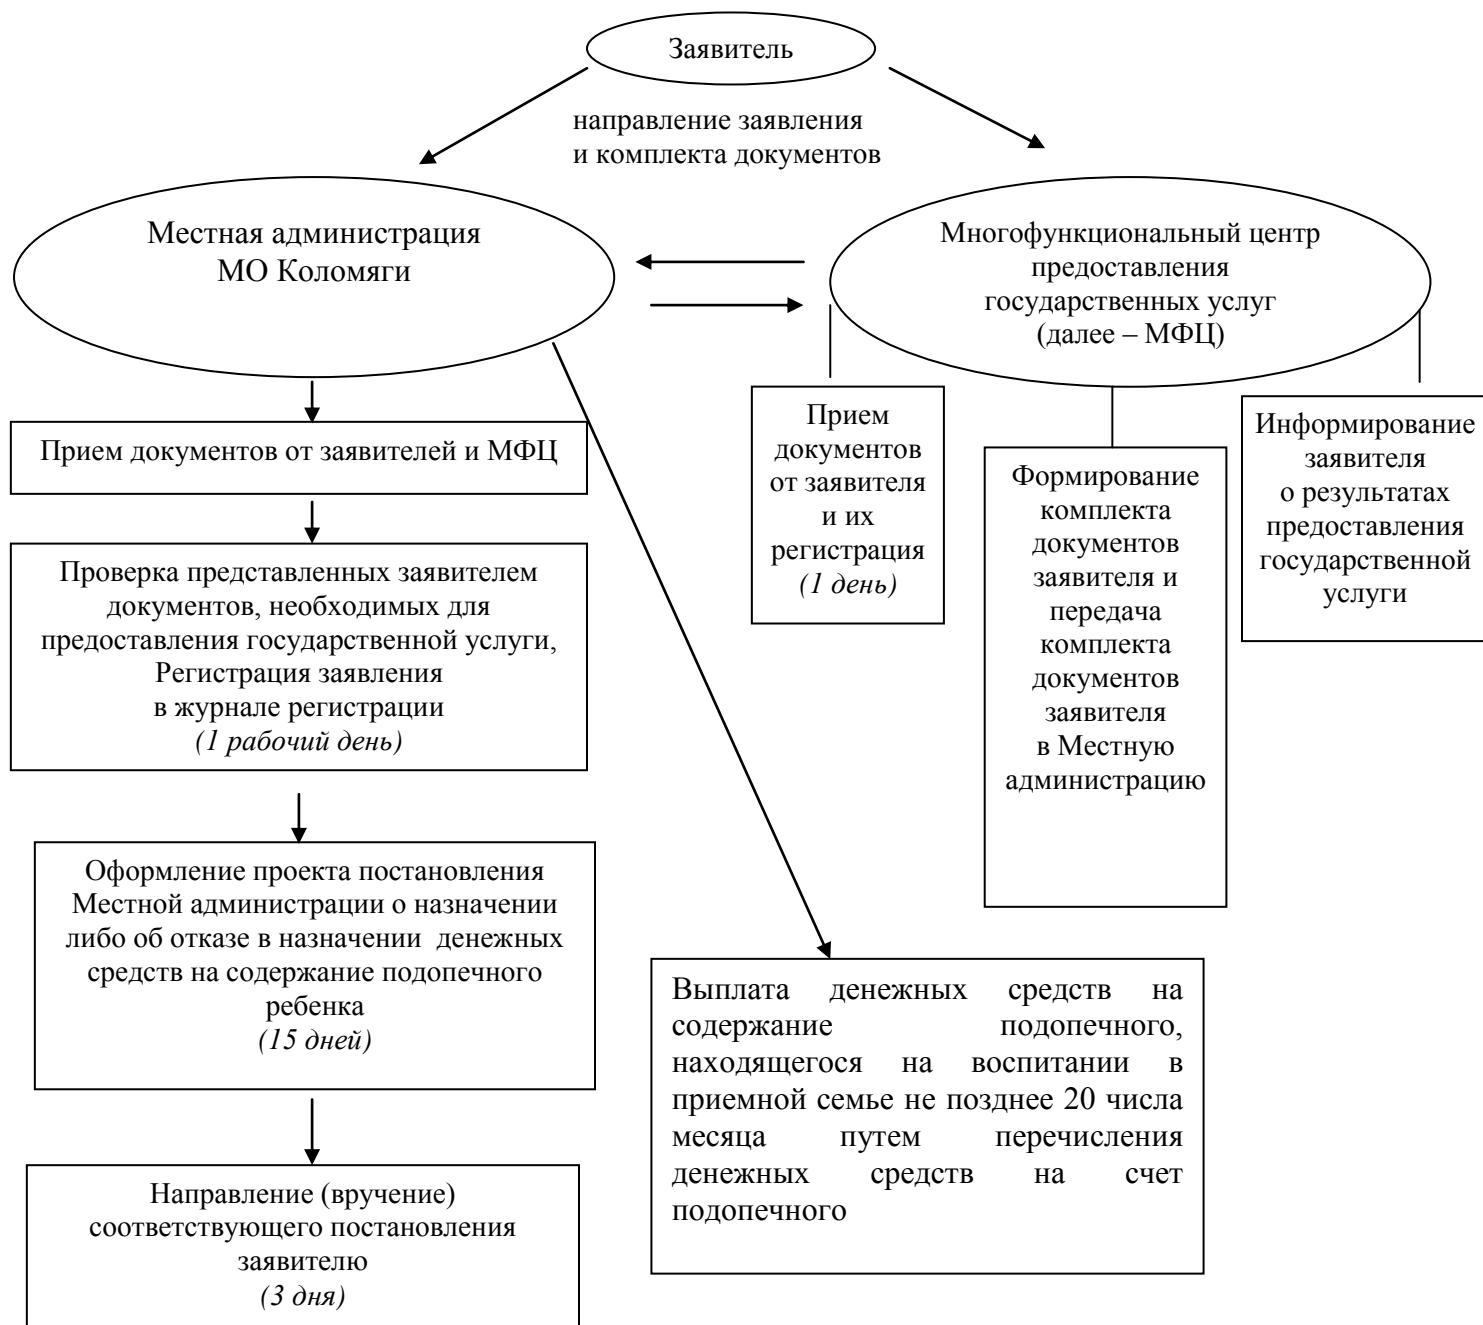 Заявитель
направление заявления
и комплекта документов
Местная администрация
МО Коломяги
Многофункциональный центр
предоставления
государственных услуг
(далее – МФЦ)
Прием документов от заявителей и МФЦ
Проверка представленных заявителем
документов, необходимых для
предоставления государственной услуги,
Регистрация заявления
в журнале регистрации
(1 рабочий день)
Оформление проекта постановления
Местной администрации о назначении
либо об отказе в назначении денежных
средств на содержание подопечного
ребенка
(15 дней)
Направление (вручение)
соответствующего постановления
заявителю
(3 дня)
Прием
документов
от заявителя
и их
регистрация
(1 день)
Формирование
комплекта
документов
заявителя и
передача
комплекта
документов
заявителя
в Местную
администрацию
Информирование
заявителя
о результатах
предоставления
государственной
услуги
Выплата денежных средств на
содержание подопечного,
находящегося на воспитании в
приемной семье не позднее 20 числа
месяца путем перечисления
денежных средств на счет
подопечного